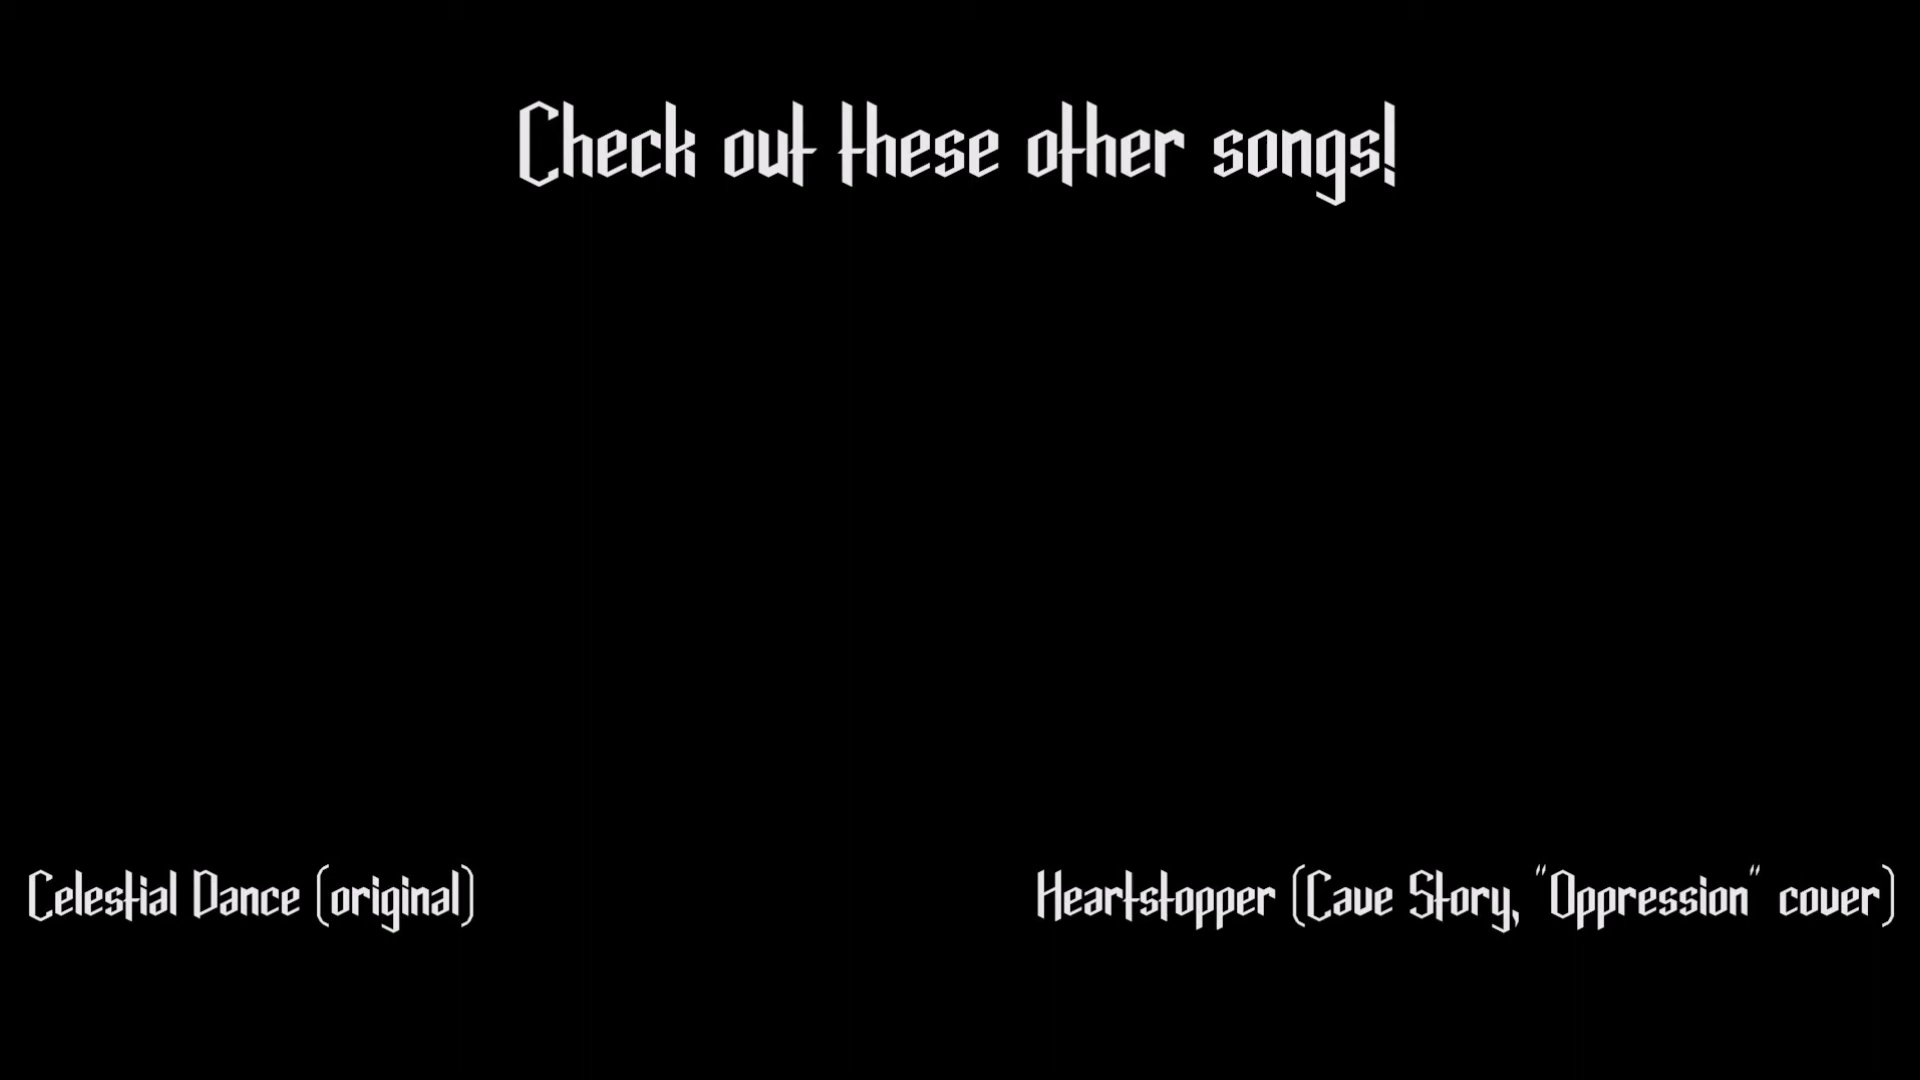 Check out these other songs!
Celestial Dance (original)
Heartstopper (Cave Story, "Oppression" cover)